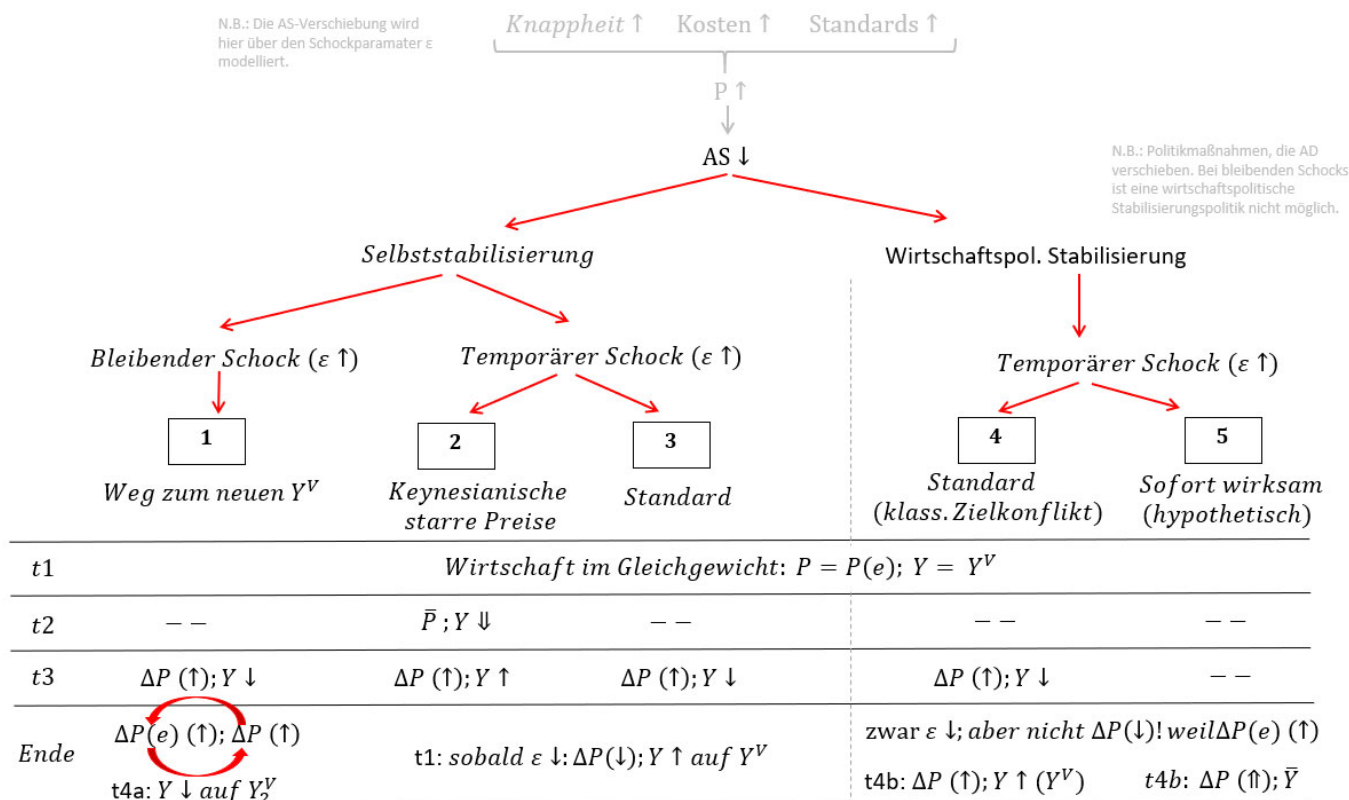 N.B.: Die AS-Verschiebung wird
hier über den Schockparamater ε
modelliert.
Knappheit ↑ Kosten ↑ Standards ↑
P ↑
AS ↓
N.B.: Politikmaßnahmen, die AD
verschieben. Bei bleibenden Schocks
ist eine wirtschaftspolitische
Stabilisierungspolitik nicht möglich.
Selbststabilisierung
Wirtschaftspol. Stabilisierung
Bleibender Schock (ε ↑)
Temporärer Schock (ε ↑)
Temporärer Schock (ε ↑)
1
2
3
4
5
Weg zum neuen Y^V
Keynesianische
starre Preise
Standard
Standard
(klass. Zielkonflikt)
Sofort wirksam
(hypothetisch)
t1 Wirtschaft im Gleichgewicht: P = P(e); Y = Y^V
t2 − − P̄ ; Y ⇓ − − − − − −
t3 ΔP (↑); Y ↓ ΔP (↑); Y ↑ ΔP (↑); Y ↓ ΔP (↑); Y ↓ − −
Ende
ΔP(e) (↑); ΔP (↑)
t4a: Y ↓ auf Y₂^V
t1: sobald ε ↓: ΔP(↓); Y ↑ auf Y^V
zwar ε ↓; aber nicht ΔP(↓)! weilΔP(e) (↑)
t4b: ΔP (↑); Y ↑ (Y^V) t4b: ΔP (⇑); Ȳ